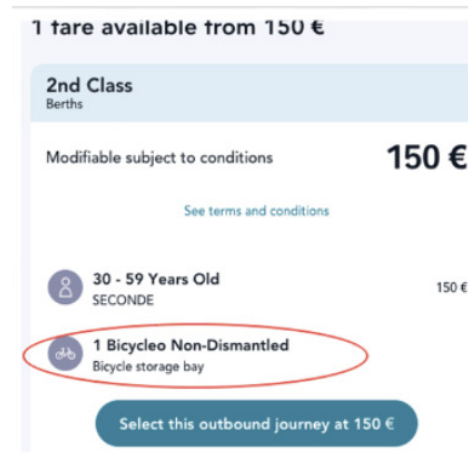 1 fare available from 150 €
2nd Class
Berths
Modifiable subject to conditions
150 €
See terms and conditions
30 - 59 Years Old
SECONDE
150 €
1 Bicycleo Non-Dismantled
Bicycle storage bay
Select this outbound journey at 150 €